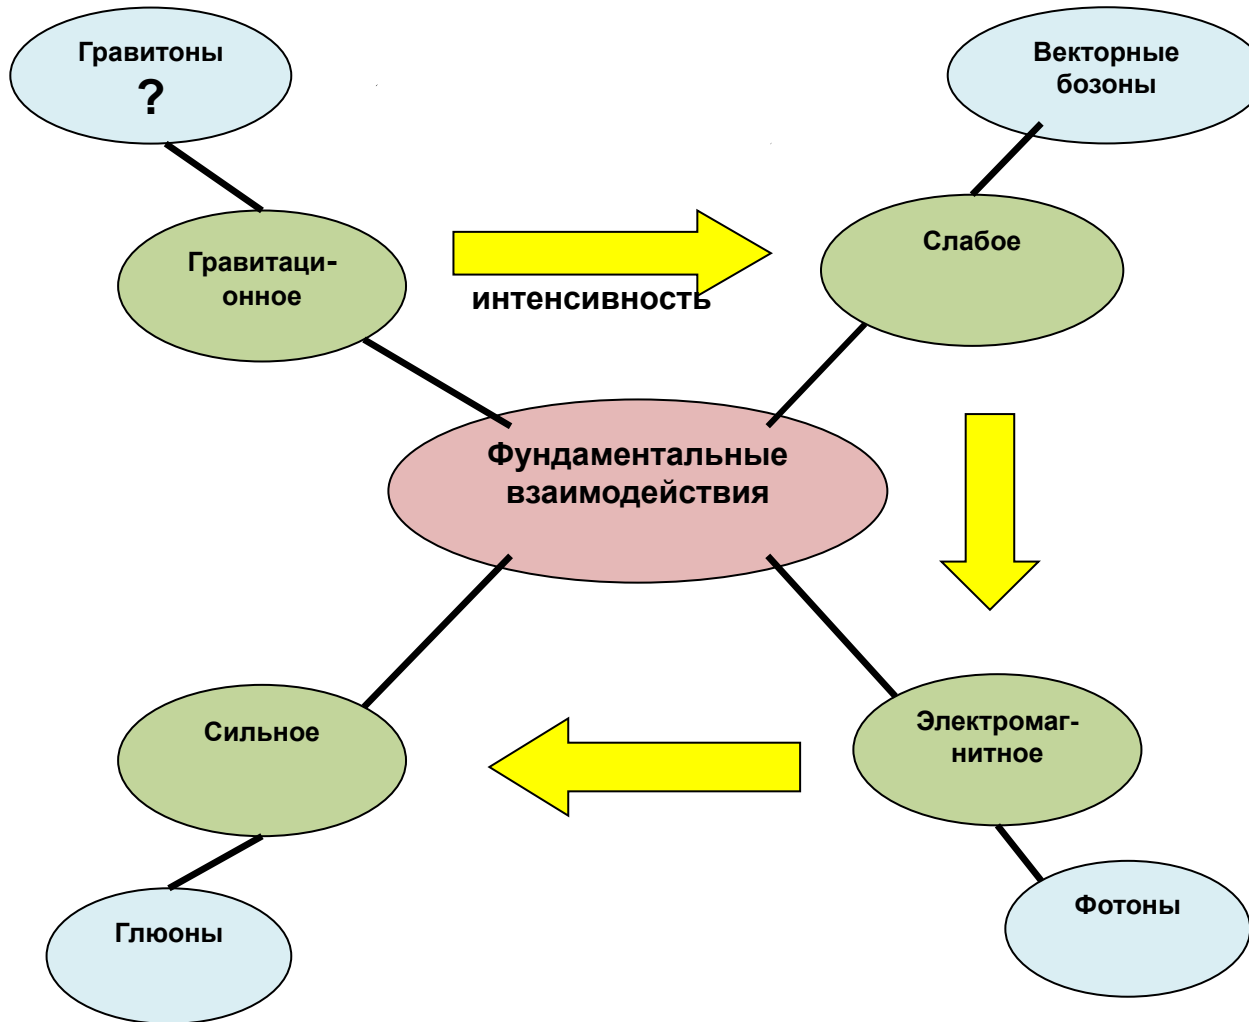 Гравитоны
?
Векторные
бозоны
Гравитаци-
онное
интенсивность
Слабое
Фундаментальные
взаимодействия
Сильное
Электромаг-
нитное
Глюоны
Фотоны